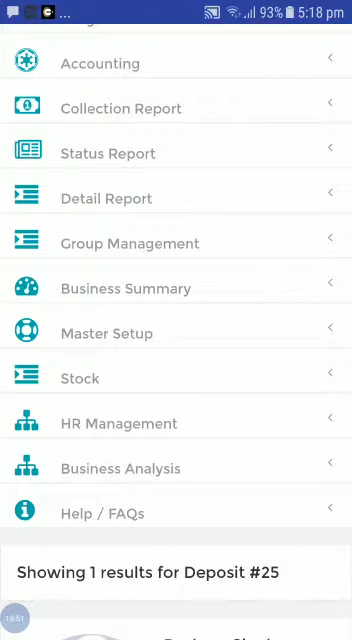 ... 93% 5:18 pm
Accounting
Collection Report
Status Report
Detail Report
Group Management
Business Summary
Master Setup
Stock
HR Management
Business Analysis
Help / FAQs
Showing 1 results for Deposit #25